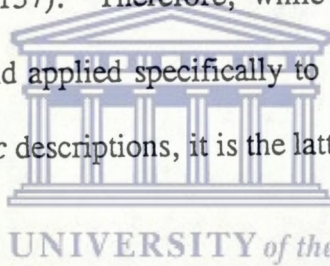 137). Therefore, while
d applied specifically to
c descriptions, it is the latt
UNIVERSITY of the